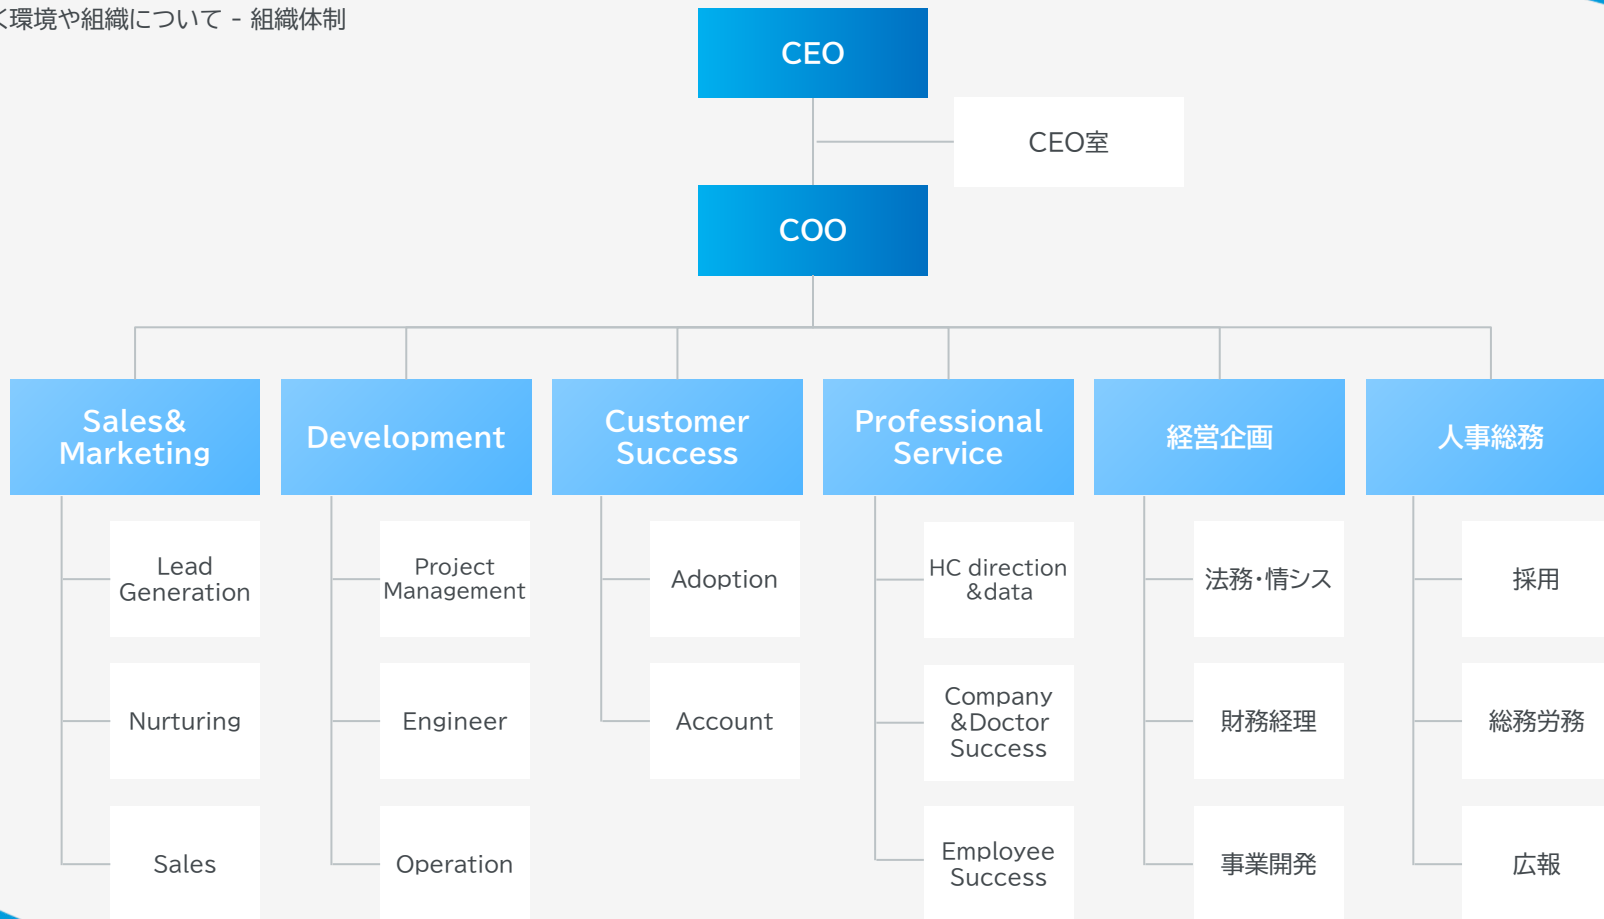 く環境や組織について - 組織体制
CEO
CEO室
COO
Sales&
Marketing
Development
Customer
Success
Professional
Service
経営企画
人事総務
Lead
Generation
Project
Management
Adoption
HC direction
&data
法務・情シス
採用
Nurturing
Engineer
Account
Company
&Doctor
Success
財務経理
総務労務
Sales
Operation
Employee
Success
事業開発
広報